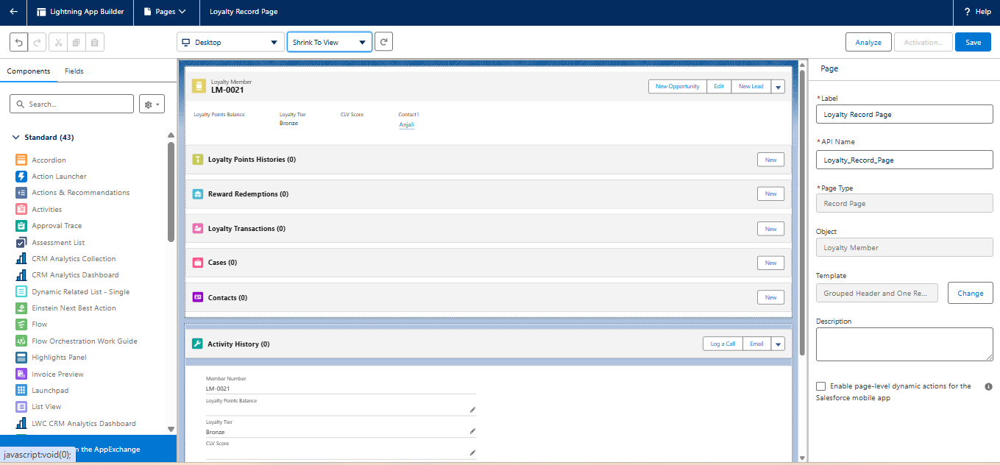 Lightning App Builder
Pages
Loyalty Record Page
? Help
Desktop
Shrink To View
Analyze
Activation...
Save
Components
Fields
Search...
Standard (43)
Accordion
Action Launcher
Actions & Recommendations
Activities
Approval Trace
Assessment List
CRM Analytics Collection
CRM Analytics Dashboard
Dynamic Related List - Single
Einstein Next Best Action
Flow
Flow Orchestration Work Guide
Highlights Panel
Invoice Preview
Launchpad
List View
LWC CRM Analytics Dashboard
n the AppExchange
javascript:void(0);
Loyalty Member
LM-0021
New Opportunity
Edit
New Lead
Loyalty Points Balance
Loyalty Tier
Bronze
CLV Score
Contact1
Anjali
Loyalty Points Histories (0)
New
Reward Redemptions (0)
New
Loyalty Transactions (0)
New
Cases (0)
New
Contacts (0)
New
Activity History (0)
Log a Call
Email
Member Number
LM-0021
Loyalty Points Balance
Loyalty Tier
Bronze
CLV Score
Page
*Label
Loyalty Record Page
*API Name
Loyalty_Record_Page
*Page Type
Record Page
Object
Loyalty Member
Template
Grouped Header and One Re...
Change
Description
Enable page-level dynamic actions for the
Salesforce mobile app